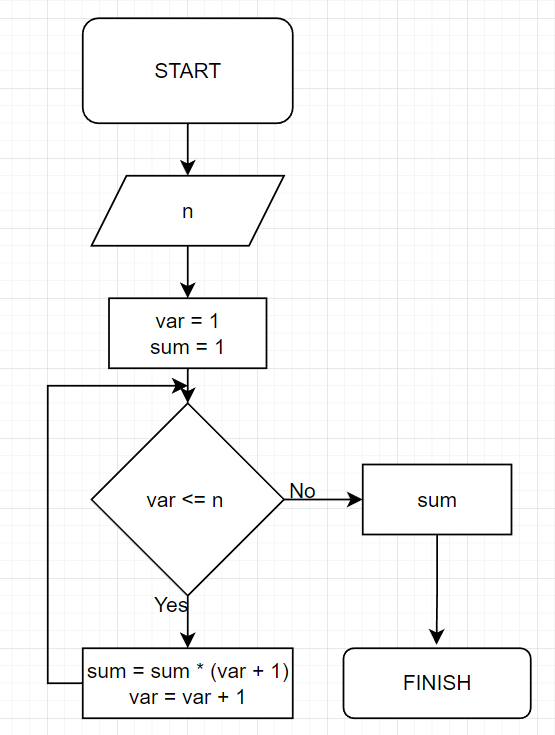 START
n
var = 1
sum = 1
var <= n
No
sum
Yes
sum = sum * (var + 1)
var = var + 1
FINISH